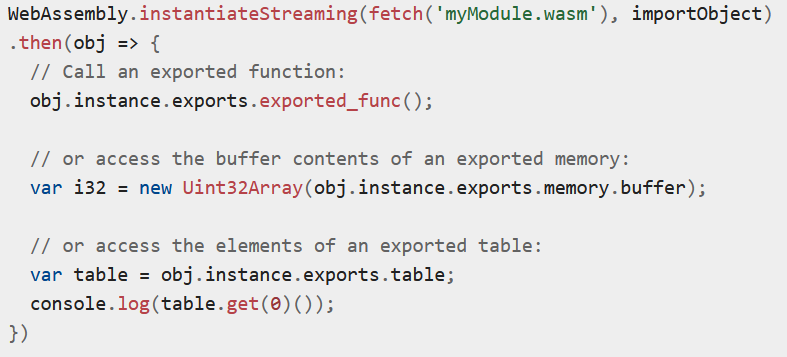 WebAssembly.instantiateStreaming(fetch('myModule.wasm'), importObject)
.then(obj => {
  // Call an exported function:
  obj.instance.exports.exported_func();

  // or access the buffer contents of an exported memory:
  var i32 = new Uint32Array(obj.instance.exports.memory.buffer);

  // or access the elements of an exported table:
  var table = obj.instance.exports.table;
  console.log(table.get(0)());
})